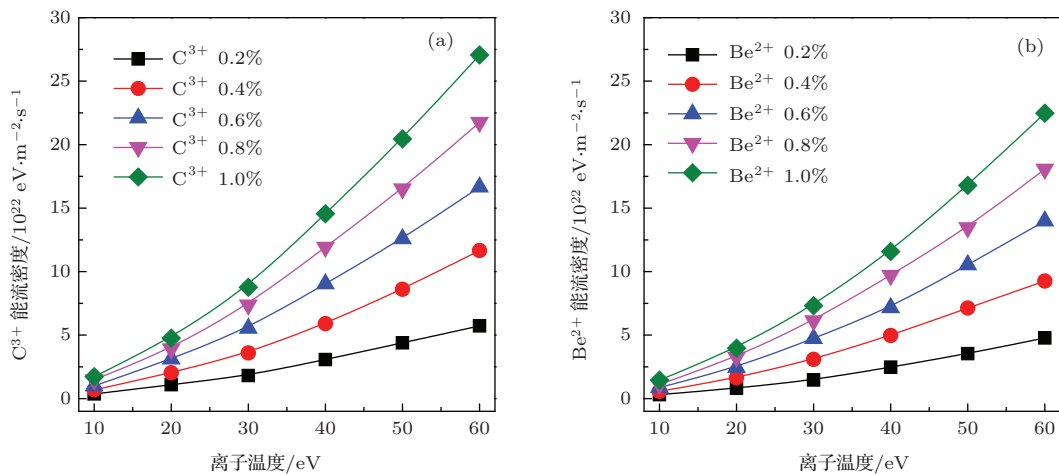 C³⁺ 能流密度/10²² eV·m⁻²·s⁻¹
30
25
20
15
10
5
0
(a)
C³⁺ 0.2%
C³⁺ 0.4%
C³⁺ 0.6%
C³⁺ 0.8%
C³⁺ 1.0%
10 20 30 40 50 60
离子温度/eV
Be²⁺ 能流密度/10²² eV·m⁻²·s⁻¹
30
25
20
15
10
5
0
(b)
Be²⁺ 0.2%
Be²⁺ 0.4%
Be²⁺ 0.6%
Be²⁺ 0.8%
Be²⁺ 1.0%
10 20 30 40 50 60
离子温度/eV